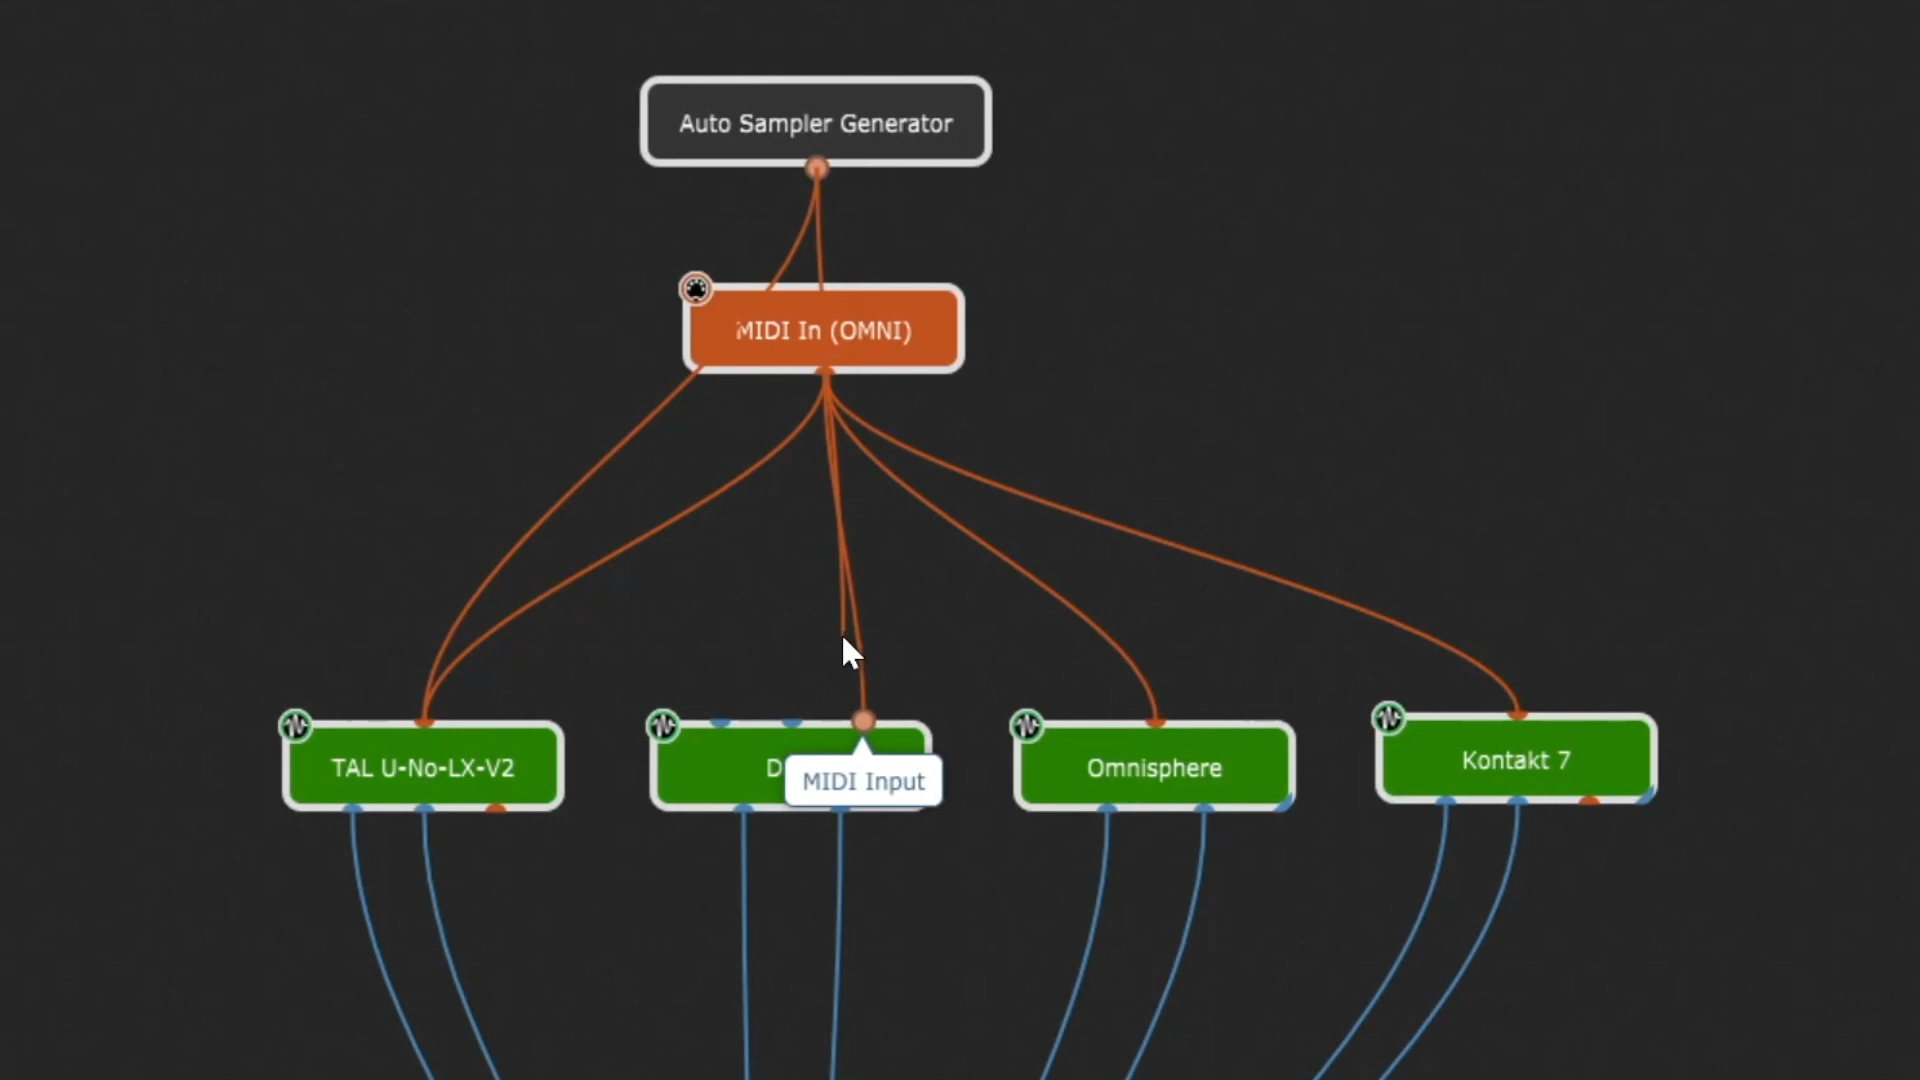 Auto Sampler Generator
MIDI In (OMNI)
TAL U-No-LX-V2
D
MIDI Input
Omnisphere
Kontakt 7